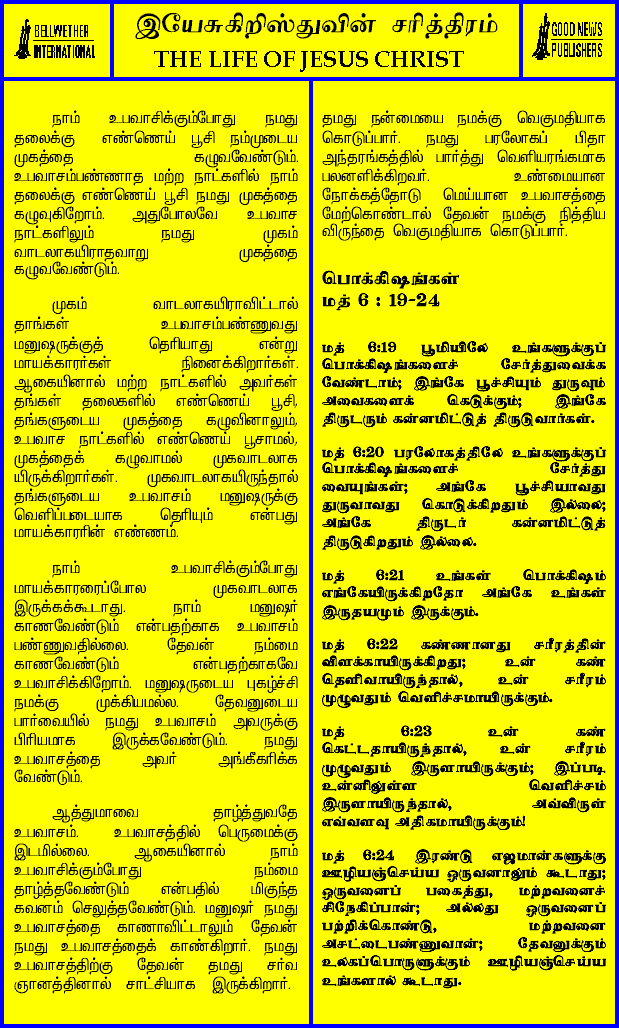 BELLWETHER
INTERNATIONAL
இயேசுகிறிஸ்துவின் சரித்திரம்
THE LIFE OF JESUS CHRIST
GOOD NEWS
PUBLISHERS
நாம் உபவாசிக்கும்போது நமது
தலைக்கு எண்ணெய் பூசி நம்முடைய
முகத்தை கழுவவேண்டும்.
உபவாசம்பண்ணாத மற்ற நாட்களில் நாம்
தலைக்கு எண்ணெய் பூசி நமது முகத்தை
கழுவுகிறோம். அதுபோலவே உபவாச
நாட்களிலும் நமது முகம்
வாடலாகயிராதவாறு முகத்தை
கழுவவேண்டும்.
முகம் வாடலாகயிராவிட்டால்
தாங்கள் உபவாசம்பண்ணுவது
மனுஷருக்குத் தெரியாது என்று
மாயக்காரர்கள் நினைக்கிறார்கள்.
ஆகையினால் மற்ற நாட்களில் அவர்கள்
தங்கள் தலைகளில் எண்ணெய் பூசி,
தங்களுடைய முகத்தை கழுவினாலும்,
உபவாச நாட்களில் எண்ணெய் பூசாமல்,
முகத்தைக் கழுவாமல் முகவாடலாக
யிருக்கிறார்கள். முகவாடலாகயிருந்தால்
தங்களுடைய உபவாசம் மனுஷருக்கு
வெளிப்படையாக தெரியும் என்பது
மாயக்காரரின் எண்ணம்.
நாம் உபவாசிக்கும்போது
மாயக்காரரைப்போல முகவாடலாக
இருக்கக்கூடாது. நாம் மனுஷர்
காணவேண்டும் என்பதற்காக உபவாசம்
பண்ணுவதில்லை. தேவன் நம்மை
காணவேண்டும் என்பதற்காகவே
உபவாசிக்கிறோம். மனுஷருடைய புகழ்ச்சி
நமக்கு முக்கியமல்ல. தேவனுடைய
பார்வையில் நமது உபவாசம் அவருக்கு
பிரியமாக இருக்கவேண்டும். நமது
உபவாசத்தை அவர் அங்கீகரிக்க
வேண்டும்.
ஆத்துமாவை தாழ்த்துவதே
உபவாசம். உபவாசத்தில் பெருமைக்கு
இடமில்லை. ஆகையினால் நாம்
உபவாசிக்கும்போது நம்மை
தாழ்த்தவேண்டும் என்பதில் மிகுந்த
கவனம் செலுத்தவேண்டும். மனுஷர் நமது
உபவாசத்தை காணாவிட்டாலும் தேவன்
நமது உபவாசத்தைக் காண்கிறார். நமது
உபவாசத்திற்கு தேவன் தமது சர்வ
ஞானத்தினால் சாட்சியாக இருக்கிறார்.
தமது நன்மையை நமக்கு வெகுமதியாக
கொடுப்பார். நமது பரலோகப் பிதா
அந்தரங்கத்தில் பார்த்து வெளியரங்கமாக
பலனளிக்கிறவர். உண்மையான
நோக்கத்தோடு மெய்யான உபவாசத்தை
மேற்கொண்டால் தேவன் நமக்கு நித்திய
விருந்தை வெகுமதியாக கொடுப்பார்.
பொக்கிஷங்கள்
மத் 6 : 19-24
மத் 6:19 பூமியிலே உங்களுக்குப்
பொக்கிஷங்களைச் சேர்த்துவைக்க
வேண்டாம்; இங்கே பூச்சியும் துருவும்
அவைகளைக் கெடுக்கும்; இங்கே
திருடரும் கன்னமிட்டுத் திருடுவார்கள்.
மத் 6:20 பரலோகத்திலே உங்களுக்குப்
பொக்கிஷங்களைச் சேர்த்து
வையுங்கள்; அங்கே பூச்சியாவது
துருவாவது கெடுக்கிறதும் இல்லை;
அங்கே திருடர் கன்னமிட்டுத்
திருடுகிறதும் இல்லை.
மத் 6:21 உங்கள் பொக்கிஷம்
எங்கேயிருக்கிறதோ அங்கே உங்கள்
இருதயமும் இருக்கும்.
மத் 6:22 கண்ணானது சரீரத்தின்
விளக்காயிருக்கிறது; உன் கண்
தெளிவாயிருந்தால், உன் சரீரம்
முழுவதும் வெளிச்சமாயிருக்கும்.
மத் 6:23 உன் கண்
கெட்டதாயிருந்தால், உன் சரீரம்
முழுவதும் இருளாயிருக்கும்; இப்படி
உன்னிலுள்ள வெளிச்சம்
இருளாயிருந்தால், அவ்விருள்
எவ்வளவு அதிகமாயிருக்கும்!
மத் 6:24 இரண்டு எஜமான்களுக்கு
ஊழியஞ்செய்ய ஒருவனாலும் கூடாது;
ஒருவனைப் பகைத்து, மற்றவனைச்
சிநேகிப்பான்; அல்லது ஒருவனைப்
பற்றிக்கொண்டு, மற்றவனை
அசட்டைபண்ணுவான்; தேவனுக்கும்
உலகப்பொருளுக்கும் ஊழியஞ்செய்ய
உங்களால் கூடாது.